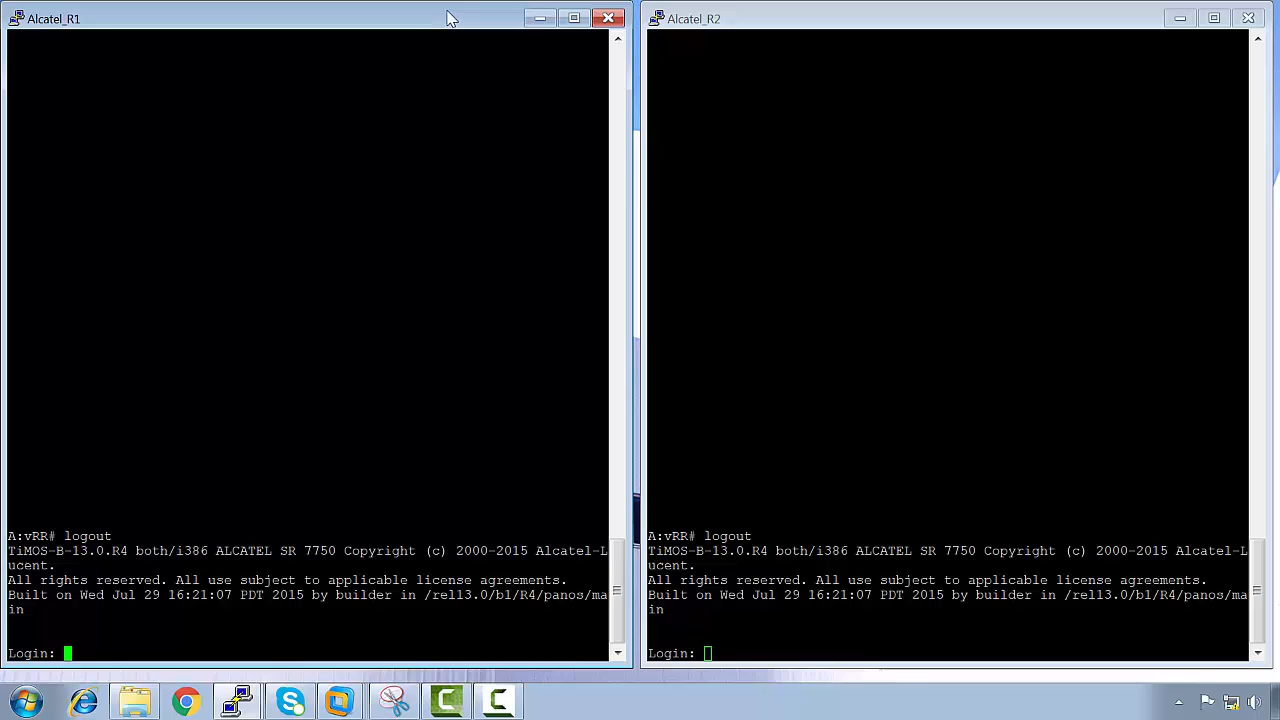 Alcatel_R1
A:vRR# logout
TiMOS-B-13.0.R4 both/i386 ALCATEL SR 7750 Copyright (c) 2000-2015 Alcatel-L
ucent.
All rights reserved. All use subject to applicable license agreements.
Built on Wed Jul 29 16:21:07 PDT 2015 by builder in /rel13.0/b1/R4/panos/ma
in
Login:
Alcatel_R2
A:vRR# logout
TiMOS-B-13.0.R4 both/i386 ALCATEL SR 7750 Copyright (c) 2000-2015 Alcatel-L
ucent.
All rights reserved. All use subject to applicable license agreements.
Built on Wed Jul 29 16:21:07 PDT 2015 by builder in /rel13.0/b1/R4/panos/ma
in
Login: